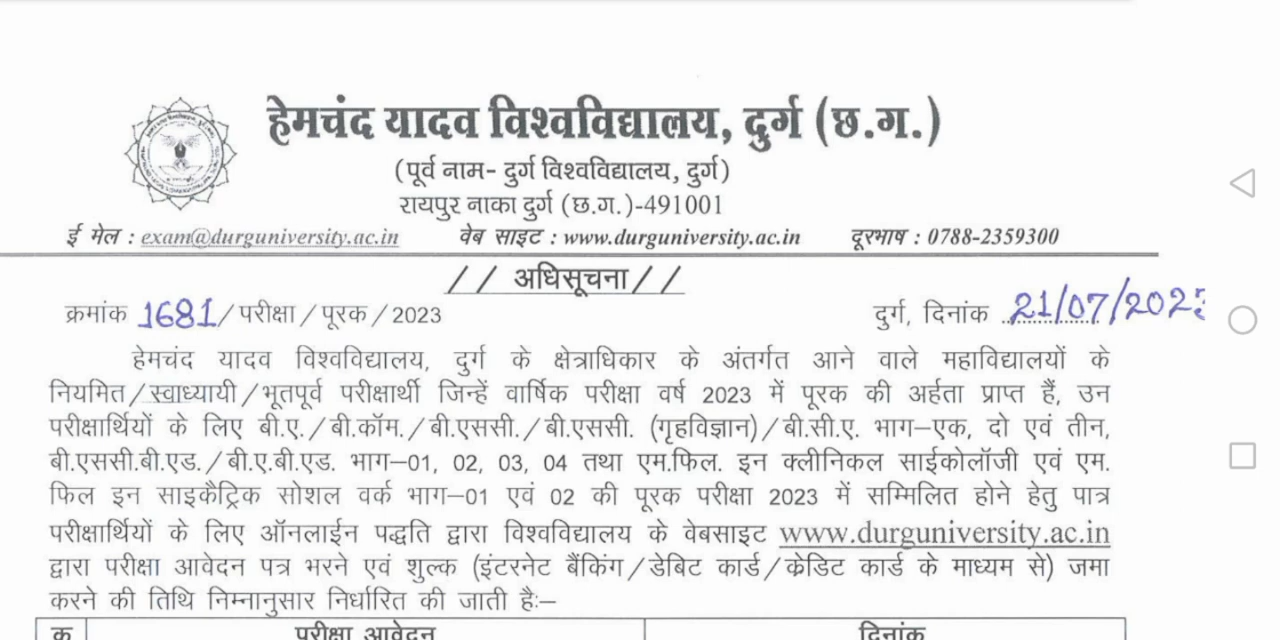 हेमचंद यादव विश्वविद्यालय, दुर्ग (छ.ग.)
(पूर्व नाम- दुर्ग विश्वविद्यालय, दुर्ग)
रायपुर नाका दुर्ग (छ.ग.)-491001
ई मेल : exam@durguniversity.ac.in वेब साइट : www.durguniversity.ac.in दूरभाष : 0788-2359300
// अधिसूचना//
क्रमांक 1681/परीक्षा/पूरक/2023 दुर्ग, दिनांक 21/07/2023
हेमचंद यादव विश्वविद्यालय, दुर्ग के क्षेत्राधिकार के अंतर्गत आने वाले महाविद्यालयों के
नियमित/स्वाध्यायी/भूतपूर्व परीक्षार्थी जिन्हें वार्षिक परीक्षा वर्ष 2023 में पूरक की अर्हता प्राप्त हैं, उन
परीक्षार्थियों के लिए बी.ए./बी.कॉम./बी.एससी./बी.एससी. (गृहविज्ञान)/बी.सी.ए. भाग–एक, दो एवं तीन,
बी.एससी.बी.एड./बी.ए.बी.एड. भाग–01, 02, 03, 04 तथा एम.फिल. इन क्लीनिकल साईकोलॉजी एवं एम.
फिल इन साइकैट्रिक सोशल वर्क भाग–01 एवं 02 की पूरक परीक्षा 2023 में सम्मिलित होने हेतु पात्र
परीक्षार्थियों के लिए ऑनलाईन पद्धति द्वारा विश्वविद्यालय के वेबसाइट www.durguniversity.ac.in
द्वारा परीक्षा आवेदन पत्र भरने एवं शुल्क (इंटरनेट बैंकिंग/डेबिट कार्ड/क्रेडिट कार्ड के माध्यम से) जमा
करने की तिथि निम्नानुसार निर्धारित की जाती है:–
क परीक्षा आवेदन दिनांक